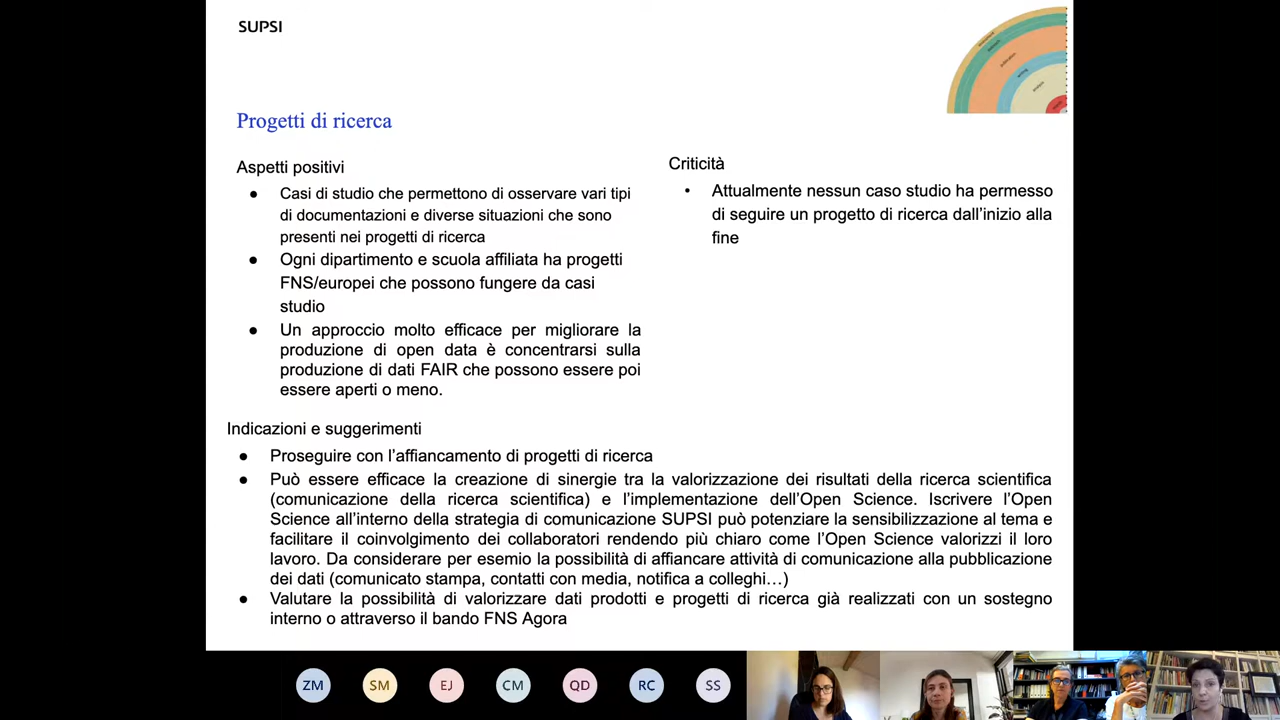 SUPSI
Progetti di ricerca
Aspetti positivi
● Casi di studio che permettono di osservare vari tipi
di documentazioni e diverse situazioni che sono
presenti nei progetti di ricerca
● Ogni dipartimento e scuola affiliata ha progetti
FNS/europei che possono fungere da casi
studio
● Un approccio molto efficace per migliorare la
produzione di open data è concentrarsi sulla
produzione di dati FAIR che possono essere poi
essere aperti o meno.
Criticità
• Attualmente nessun caso studio ha permesso
di seguire un progetto di ricerca dall’inizio alla
fine
Indicazioni e suggerimenti
● Proseguire con l’affiancamento di progetti di ricerca
● Può essere efficace la creazione di sinergie tra la valorizzazione dei risultati della ricerca scientifica
(comunicazione della ricerca scientifica) e l’implementazione dell’Open Science. Iscrivere l’Open
Science all’interno della strategia di comunicazione SUPSI può potenziare la sensibilizzazione al tema e
facilitare il coinvolgimento dei collaboratori rendendo più chiaro come l’Open Science valorizzi il loro
lavoro. Da considerare per esemio la possibilità di affiancare attività di comunicazione alla pubblicazione
dei dati (comunicato stampa, contatti con media, notifica a colleghi…)
● Valutare la possibilità di valorizzare dati prodotti e progetti di ricerca già realizzati con un sostegno
interno o attraverso il bando FNS Agora
ZM SM EJ CM QD RC SS